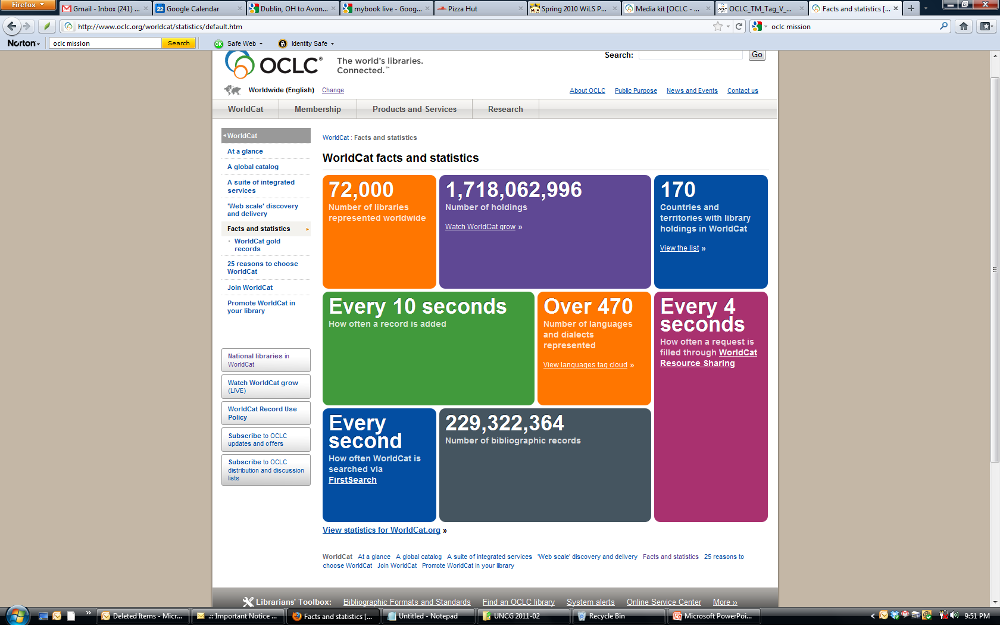 Firefox
Gmail - Inbox (241) ...
Google Calendar
Dublin, OH to Avon...
mybook live - Goog...
Pizza Hut
Spring 2010 WiLS P...
Media kit [OCLC - ...
OCLC_TM_Tag_V_...
Facts and statistics [...
http://www.oclc.org/worldcat/statistics/default.htm
oclc mission
Norton
oclc mission
Search
OK Safe Web
Identity Safe
OCLC®
The world's libraries.
Connected.™
Search:
Go
Worldwide (English) Change
About OCLC Public Purpose News and Events Contact us
WorldCat Membership Products and Services Research
WorldCat
At a glance
A global catalog
A suite of integrated
services
'Web scale' discovery
and delivery
Facts and statistics
WorldCat gold
records
25 reasons to choose
WorldCat
Join WorldCat
Promote WorldCat in
your library
National libraries in
WorldCat
Watch WorldCat grow
(LIVE)
WorldCat Record Use
Policy
Subscribe to OCLC
updates and offers
Subscribe to OCLC
distribution and discussion
lists
WorldCat : Facts and statistics
WorldCat facts and statistics
72,000
Number of libraries
represented worldwide
1,718,062,996
Number of holdings
Watch WorldCat grow »
170
Countries and
territories with library
holdings in WorldCat
View the list »
Every 10 seconds
How often a record is added
Over 470
Number of languages
and dialects
represented
View languages tag cloud »
Every 4
seconds
How often a request is
filled through WorldCat
Resource Sharing
Every
second
How often WorldCat is
searched via
FirstSearch
229,322,364
Number of bibliographic records
View statistics for WorldCat.org »
WorldCat At a glance A global catalog A suite of integrated services 'Web scale' discovery and delivery Facts and statistics 25 reasons to
choose WorldCat Join WorldCat Promote WorldCat in your library
Librarians' Toolbox: Bibliographic Formats and Standards Find an OCLC library System alerts Online Service Center More ››
Deleted Items - Micr...
.:: Important Notice ...
Facts and statistics [...
Untitled - Notepad
UNCG 2011-02
Recycle Bin
Microsoft PowerPoi...
9:51 PM